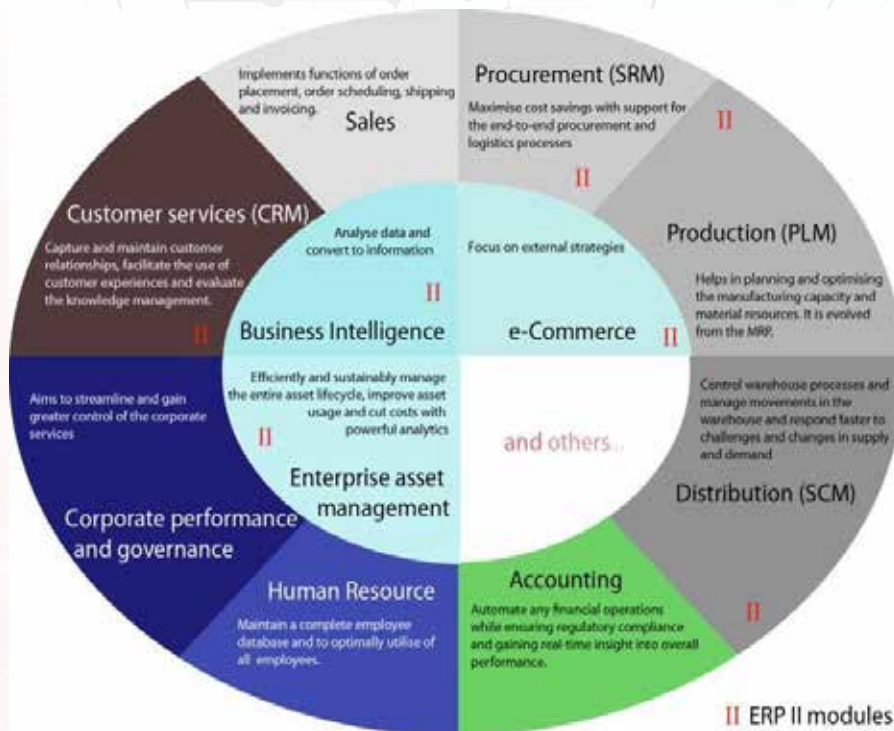 Implements functions of order
placement, order scheduling, shipping
and invoicing.
Sales
Procurement (SRM)
Maximise cost savings with support for
the end-to-end procurement and
logistics processes
II
II
Customer services (CRM)
Capture and maintain customer
relationships, facilitate the use of
customer experiences and evaluate
the knowledge management.
II
Analyse data and
convert to information
II
Business Intelligence
Focus on external strategies
e-Commerce
II
Production (PLM)
Helps in planning and optimising
the manufacturing capacity and
material resources. It is evolved
from the MRP.
Aims to streamline and gain
greater control of the corporate
services
Corporate performance
and governance
Efficiently and sustainably manage
the entire asset lifecycle, improve asset
usage and cut costs with
powerful analytics
II
Enterprise asset
management
and others...
Control warehouse processes and
manage movements in the
warehouse and respond faster to
challenges and changes in supply
and demand
Distribution (SCM)
II
Human Resource
Maintain a complete employee
database and to optimally utilise of
all employees.
Accounting
Automate any financial operations
while ensuring regulatory compliance
and gaining real-time insight into overall
performance.
II ERP II modules